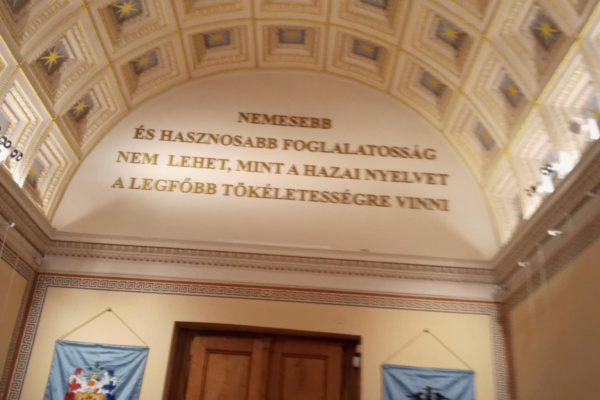 NEMESEBB
ÉS HASZNOSABB FOGLALATOSSÁG
NEM LEHET, MINT A HAZAI NYELVET
A LEGFŐBB TÖKÉLETESSÉGRE VINNI